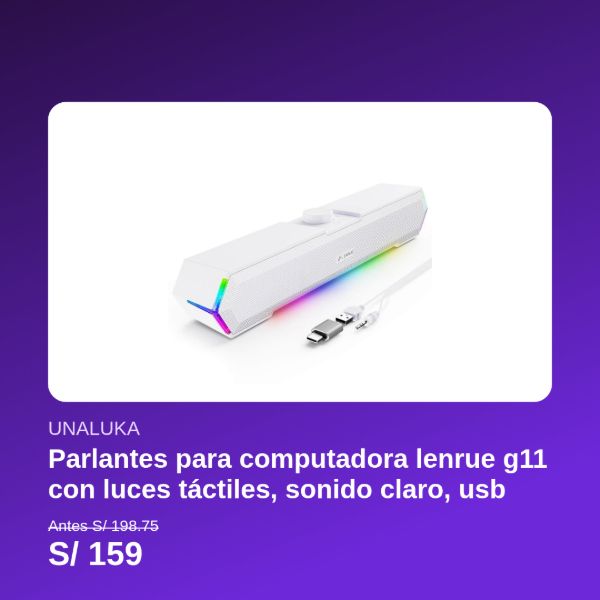 UNALUKA
Parlantes para computadora lenrue g11
con luces táctiles, sonido claro, usb
Antes S/ 198.75
S/ 159